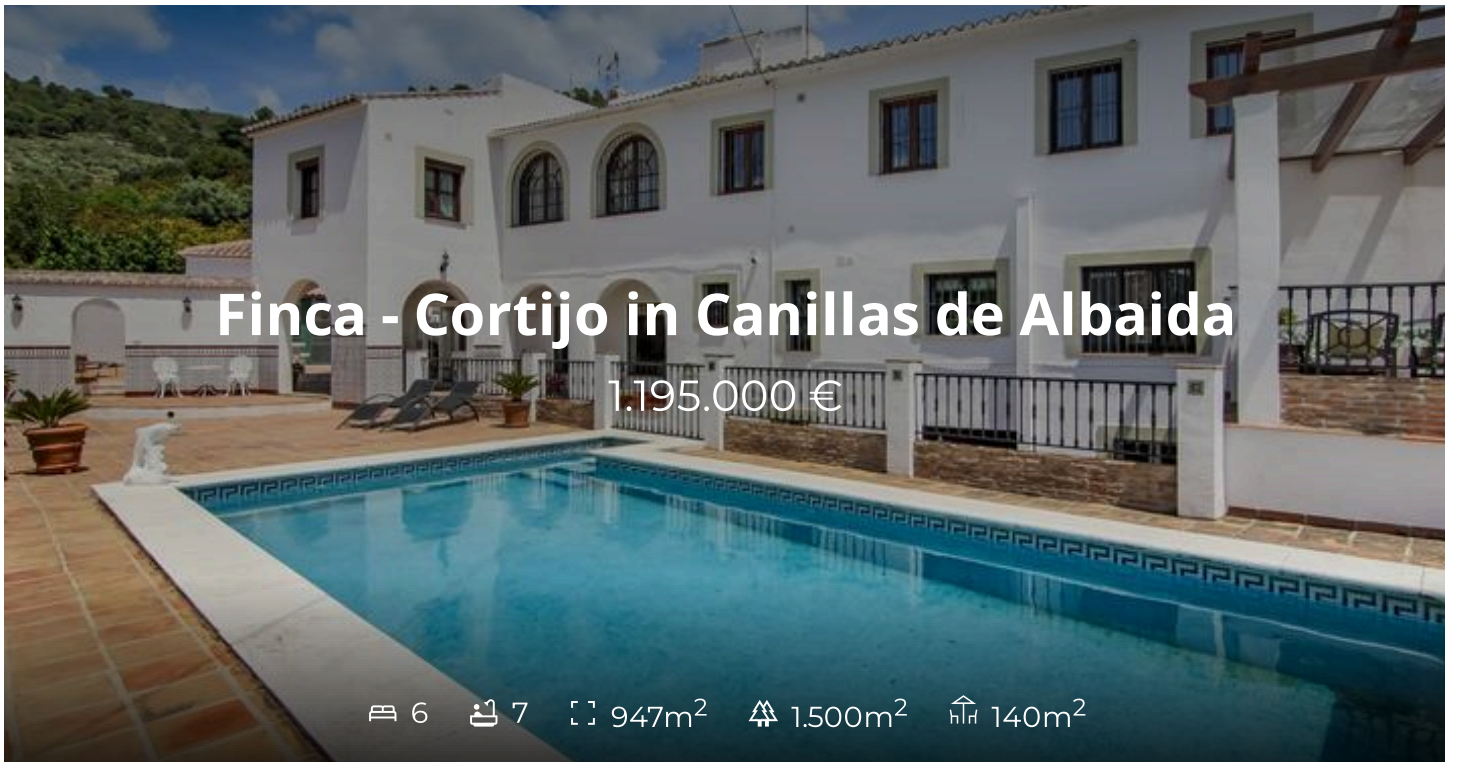 Finca - Cortijo in Canillas de Albaida
1.195.000 €
6 7 947m² 1.500m² 140m²